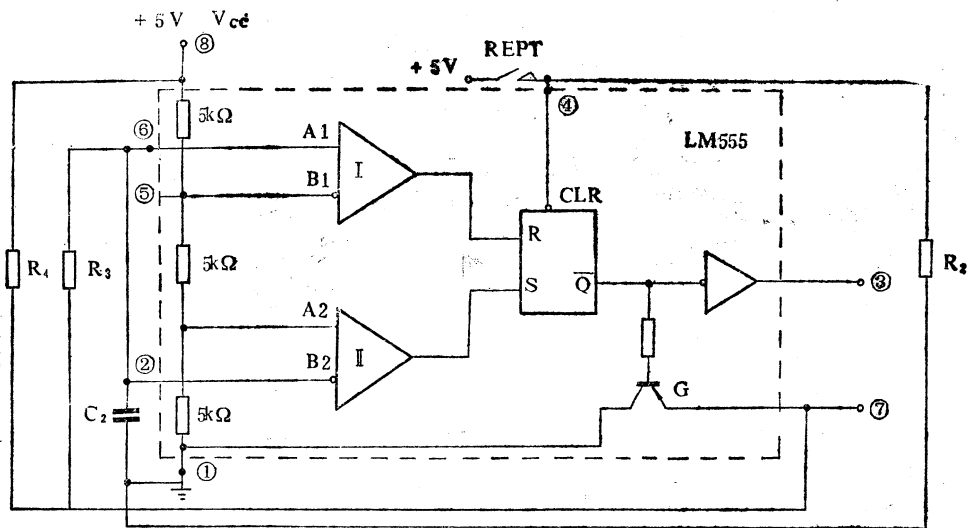 + 5 V Vcc
⑧
REPT
+ 5V
④
LM555
5kΩ
⑥
A1
I
B1
⑤
CLR
R
S
Q̅
R₄
R₃
5kΩ
R₂
③
A2
II
B2
②
G
C₂
5kΩ
⑦
①